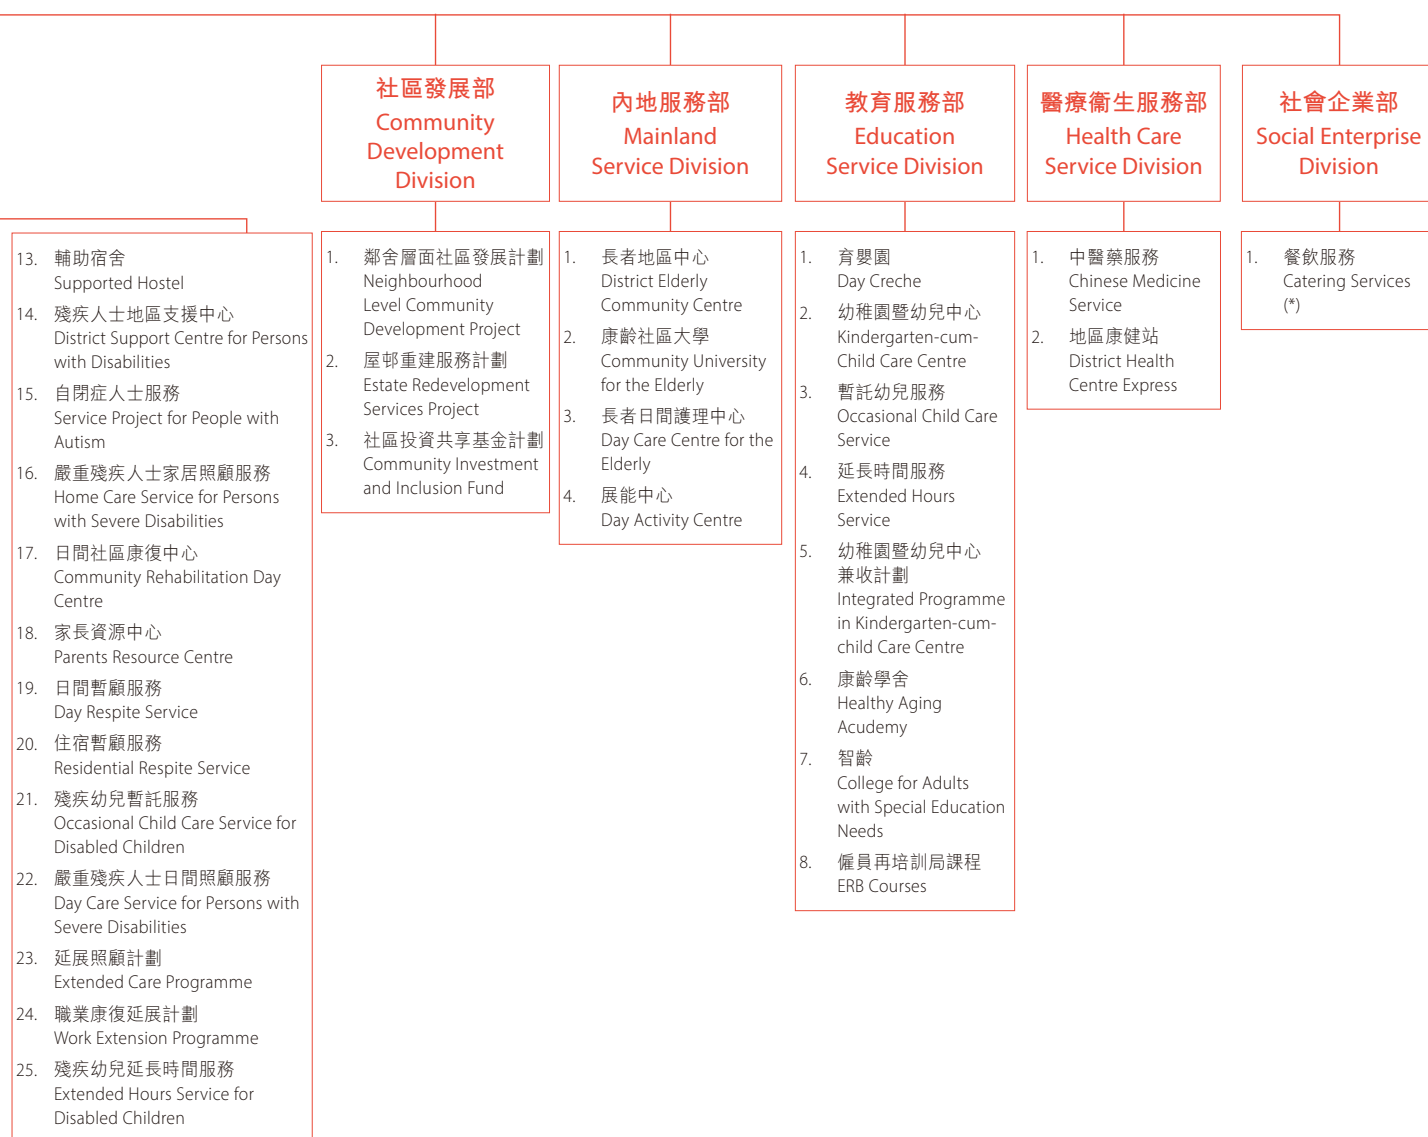 社區發展部
Community
Development
Division
內地服務部
Mainland
Service Division
教育服務部
Education
Service Division
醫療衞生服務部
Health Care
Service Division
社會企業部
Social Enterprise
Division
13. 輔助宿舍
Supported Hostel
14. 殘疾人士地區支援中心
District Support Centre for Persons
with Disabilities
15. 自閉症人士服務
Service Project for People with
Autism
16. 嚴重殘疾人士家居照顧服務
Home Care Service for Persons
with Severe Disabilities
17. 日間社區康復中心
Community Rehabilitation Day
Centre
18. 家長資源中心
Parents Resource Centre
19. 日間暫顧服務
Day Respite Service
20. 住宿暫顧服務
Residential Respite Service
21. 殘疾幼兒暫託服務
Occasional Child Care Service for
Disabled Children
22. 嚴重殘疾人士日間照顧服務
Day Care Service for Persons with
Severe Disabilities
23. 延展照顧計劃
Extended Care Programme
24. 職業康復延展計劃
Work Extension Programme
25. 殘疾幼兒延長時間服務
Extended Hours Service for
Disabled Children
1. 鄰舍層面社區發展計劃
Neighbourhood
Level Community
Development Project
2. 屋邨重建服務計劃
Estate Redevelopment
Services Project
3. 社區投資共享基金計劃
Community Investment
and Inclusion Fund
1. 長者地區中心
District Elderly
Community Centre
2. 康齡社區大學
Community University
for the Elderly
3. 長者日間護理中心
Day Care Centre for the
Elderly
4. 展能中心
Day Activity Centre
1. 育嬰園
Day Creche
2. 幼稚園暨幼兒中心
Kindergarten-cum-
Child Care Centre
3. 暫託幼兒服務
Occasional Child Care
Service
4. 延長時間服務
Extended Hours
Service
5. 幼稚園暨幼兒中心
兼收計劃
Integrated Programme
in Kindergarten-cum-
child Care Centre
6. 康齡學舍
Healthy Aging
Acudemy
7. 智齡
College for Adults
with Special Education
Needs
8. 僱員再培訓局課程
ERB Courses
1. 中醫藥服務
Chinese Medicine
Service
2. 地區康健站
District Health
Centre Express
1. 餐飲服務
Catering Services
(*)